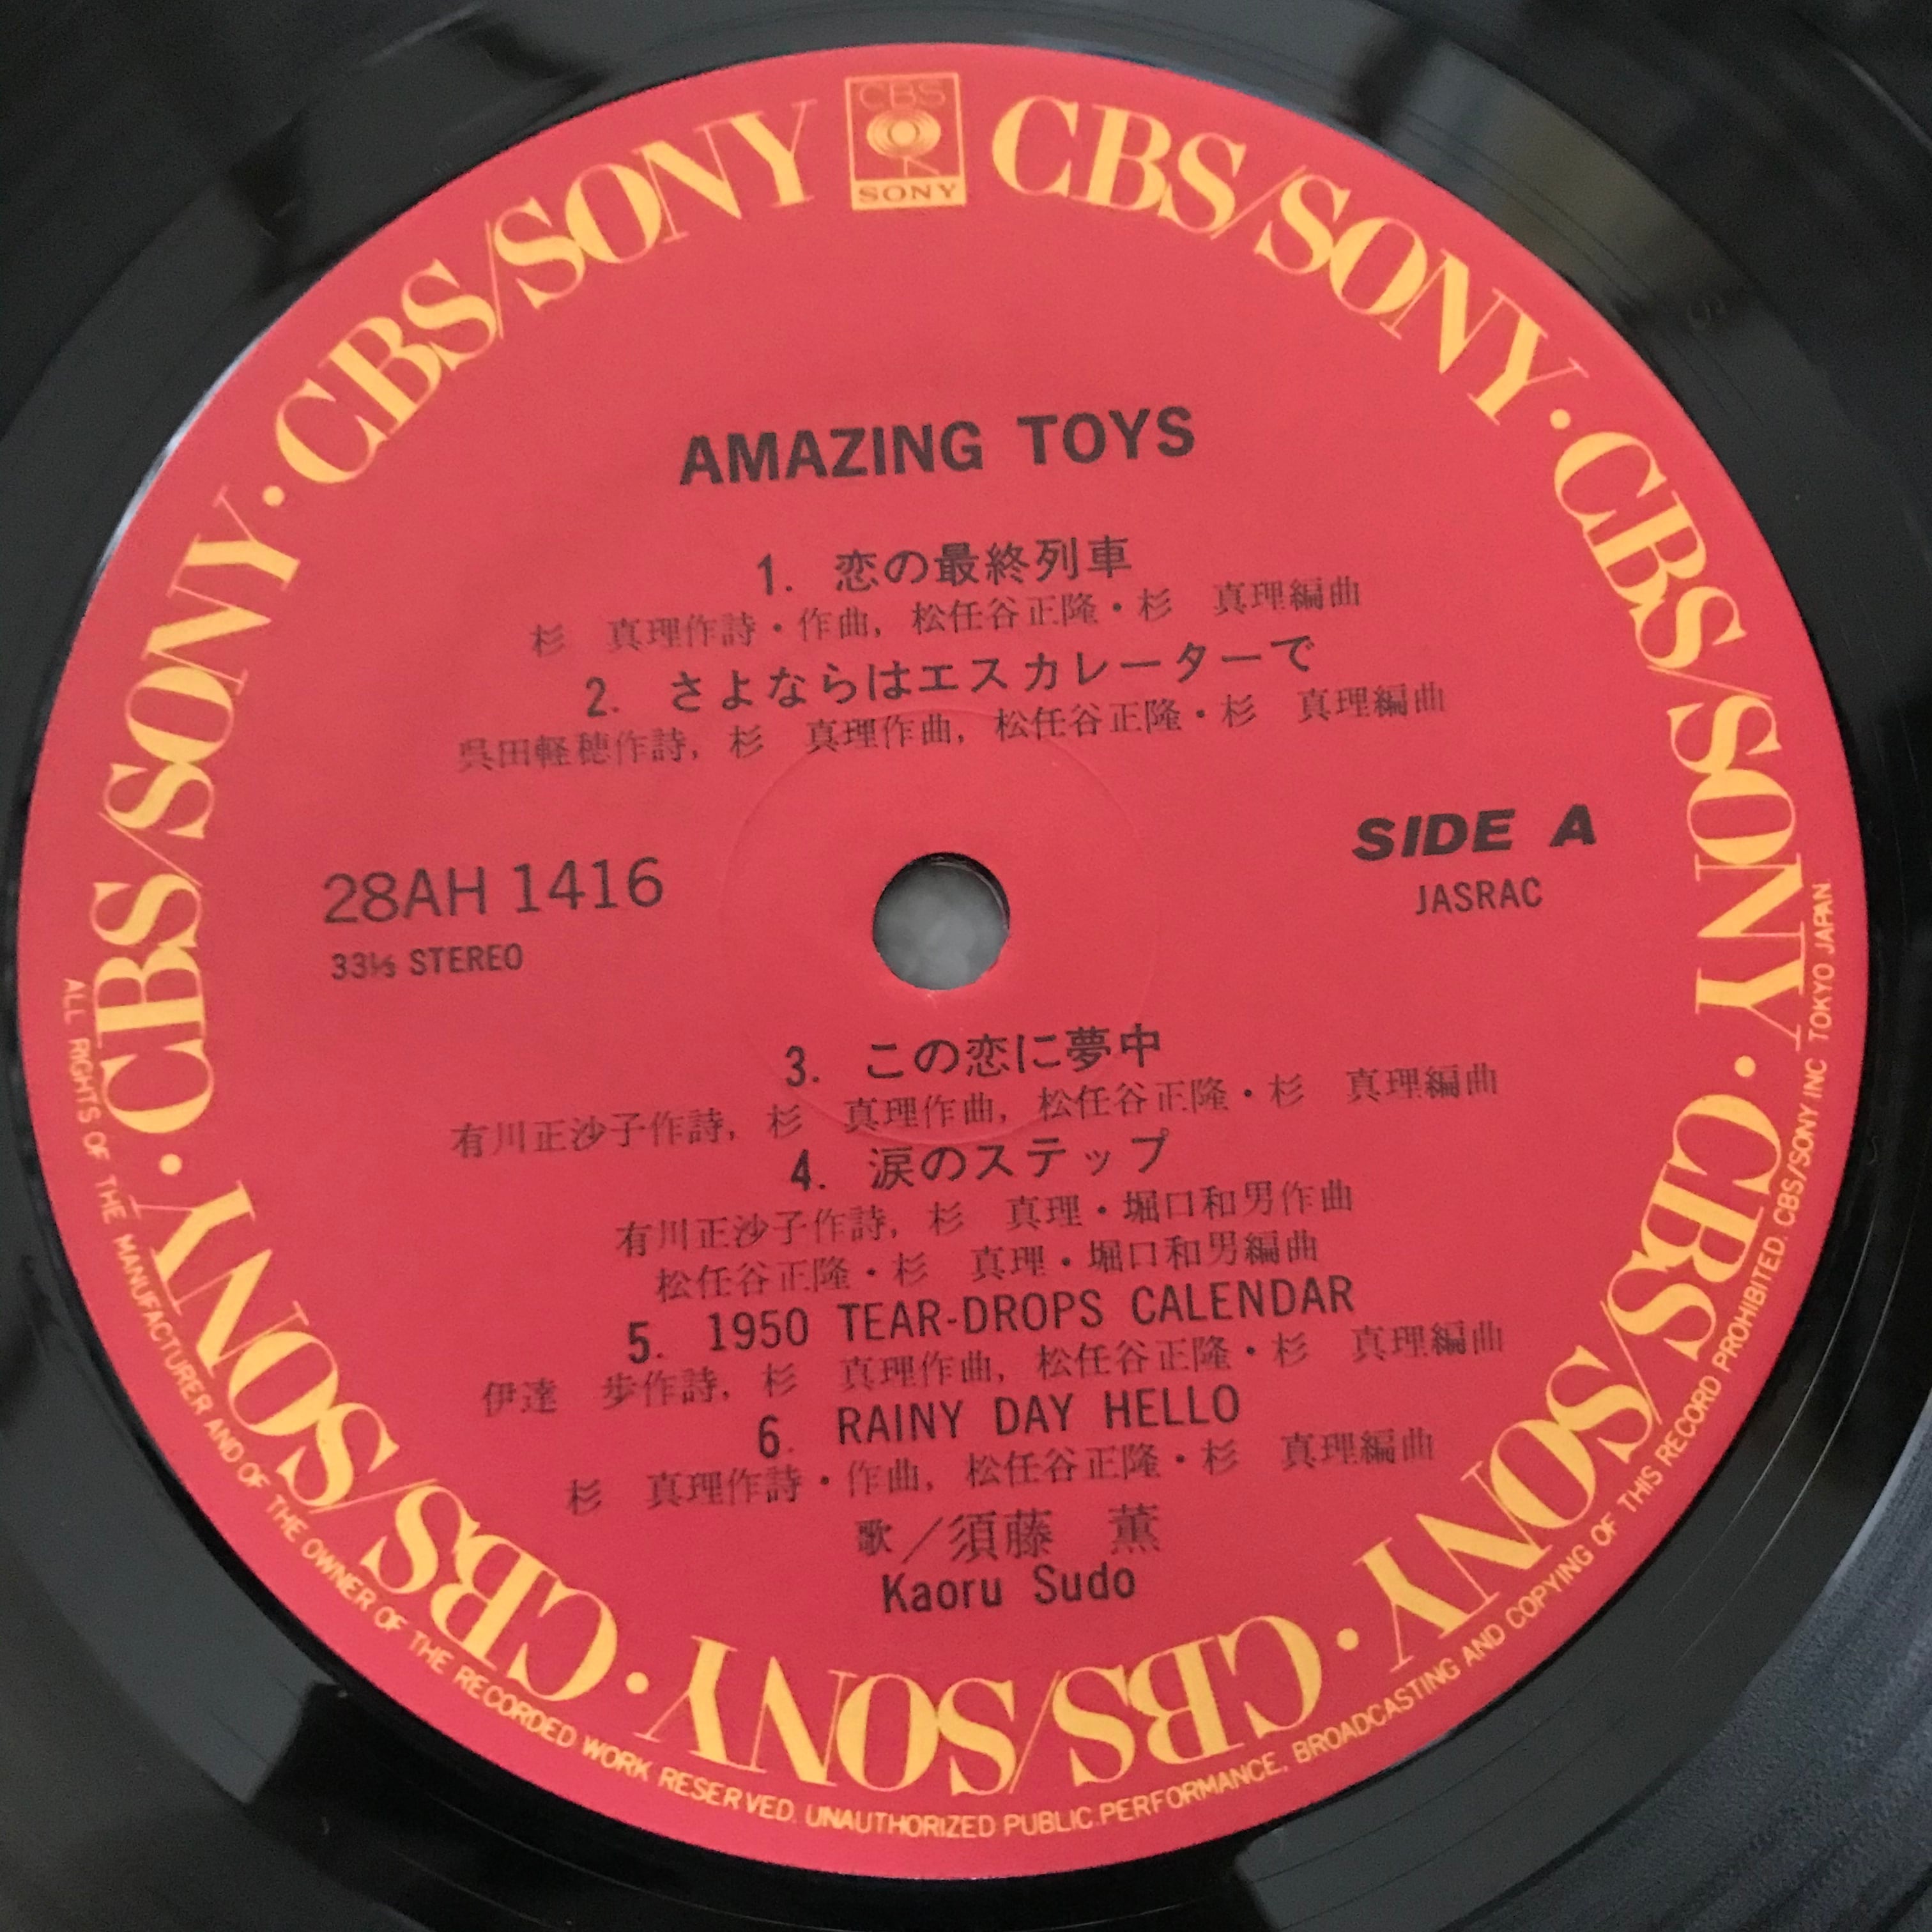 CBS
SONY
CBS/SONY · CBS/SONY · CBS/SONY · CBS/SONY · CBS/SONY · CBS/SONY · CBS/SONY · CBS/SONY
AMAZING TOYS
1. 恋の最終列車
杉　真理作詩・作曲, 松任谷正隆・杉　真理編曲
2. さよならはエスカレーターで
呉田軽穂作詩, 杉　真理作曲, 松任谷正隆・杉　真理編曲
28AH 1416
33⅓ STEREO
SIDE A
JASRAC
3. この恋に夢中
有川正沙子作詩, 杉　真理作曲, 松任谷正隆・杉　真理編曲
4. 涙のステップ
有川正沙子作詩, 杉　真理・堀口和男作曲
松任谷正隆・杉　真理・堀口和男編曲
5. 1950 TEAR-DROPS CALENDAR
伊達　歩作詩, 杉　真理作曲, 松任谷正隆・杉　真理編曲
6. RAINY DAY HELLO
杉　真理作詩・作曲, 松任谷正隆・杉　真理編曲
歌／須藤　薫
Kaoru Sudo
ALL RIGHTS OF THE MANUFACTURER AND OF THE OWNER OF THE RECORDED WORK RESERVED. UNAUTHORIZED PUBLIC PERFORMANCE, BROADCASTING AND COPYING OF THIS RECORD PROHIBITED. CBS/SONY INC TOKYO JAPAN.